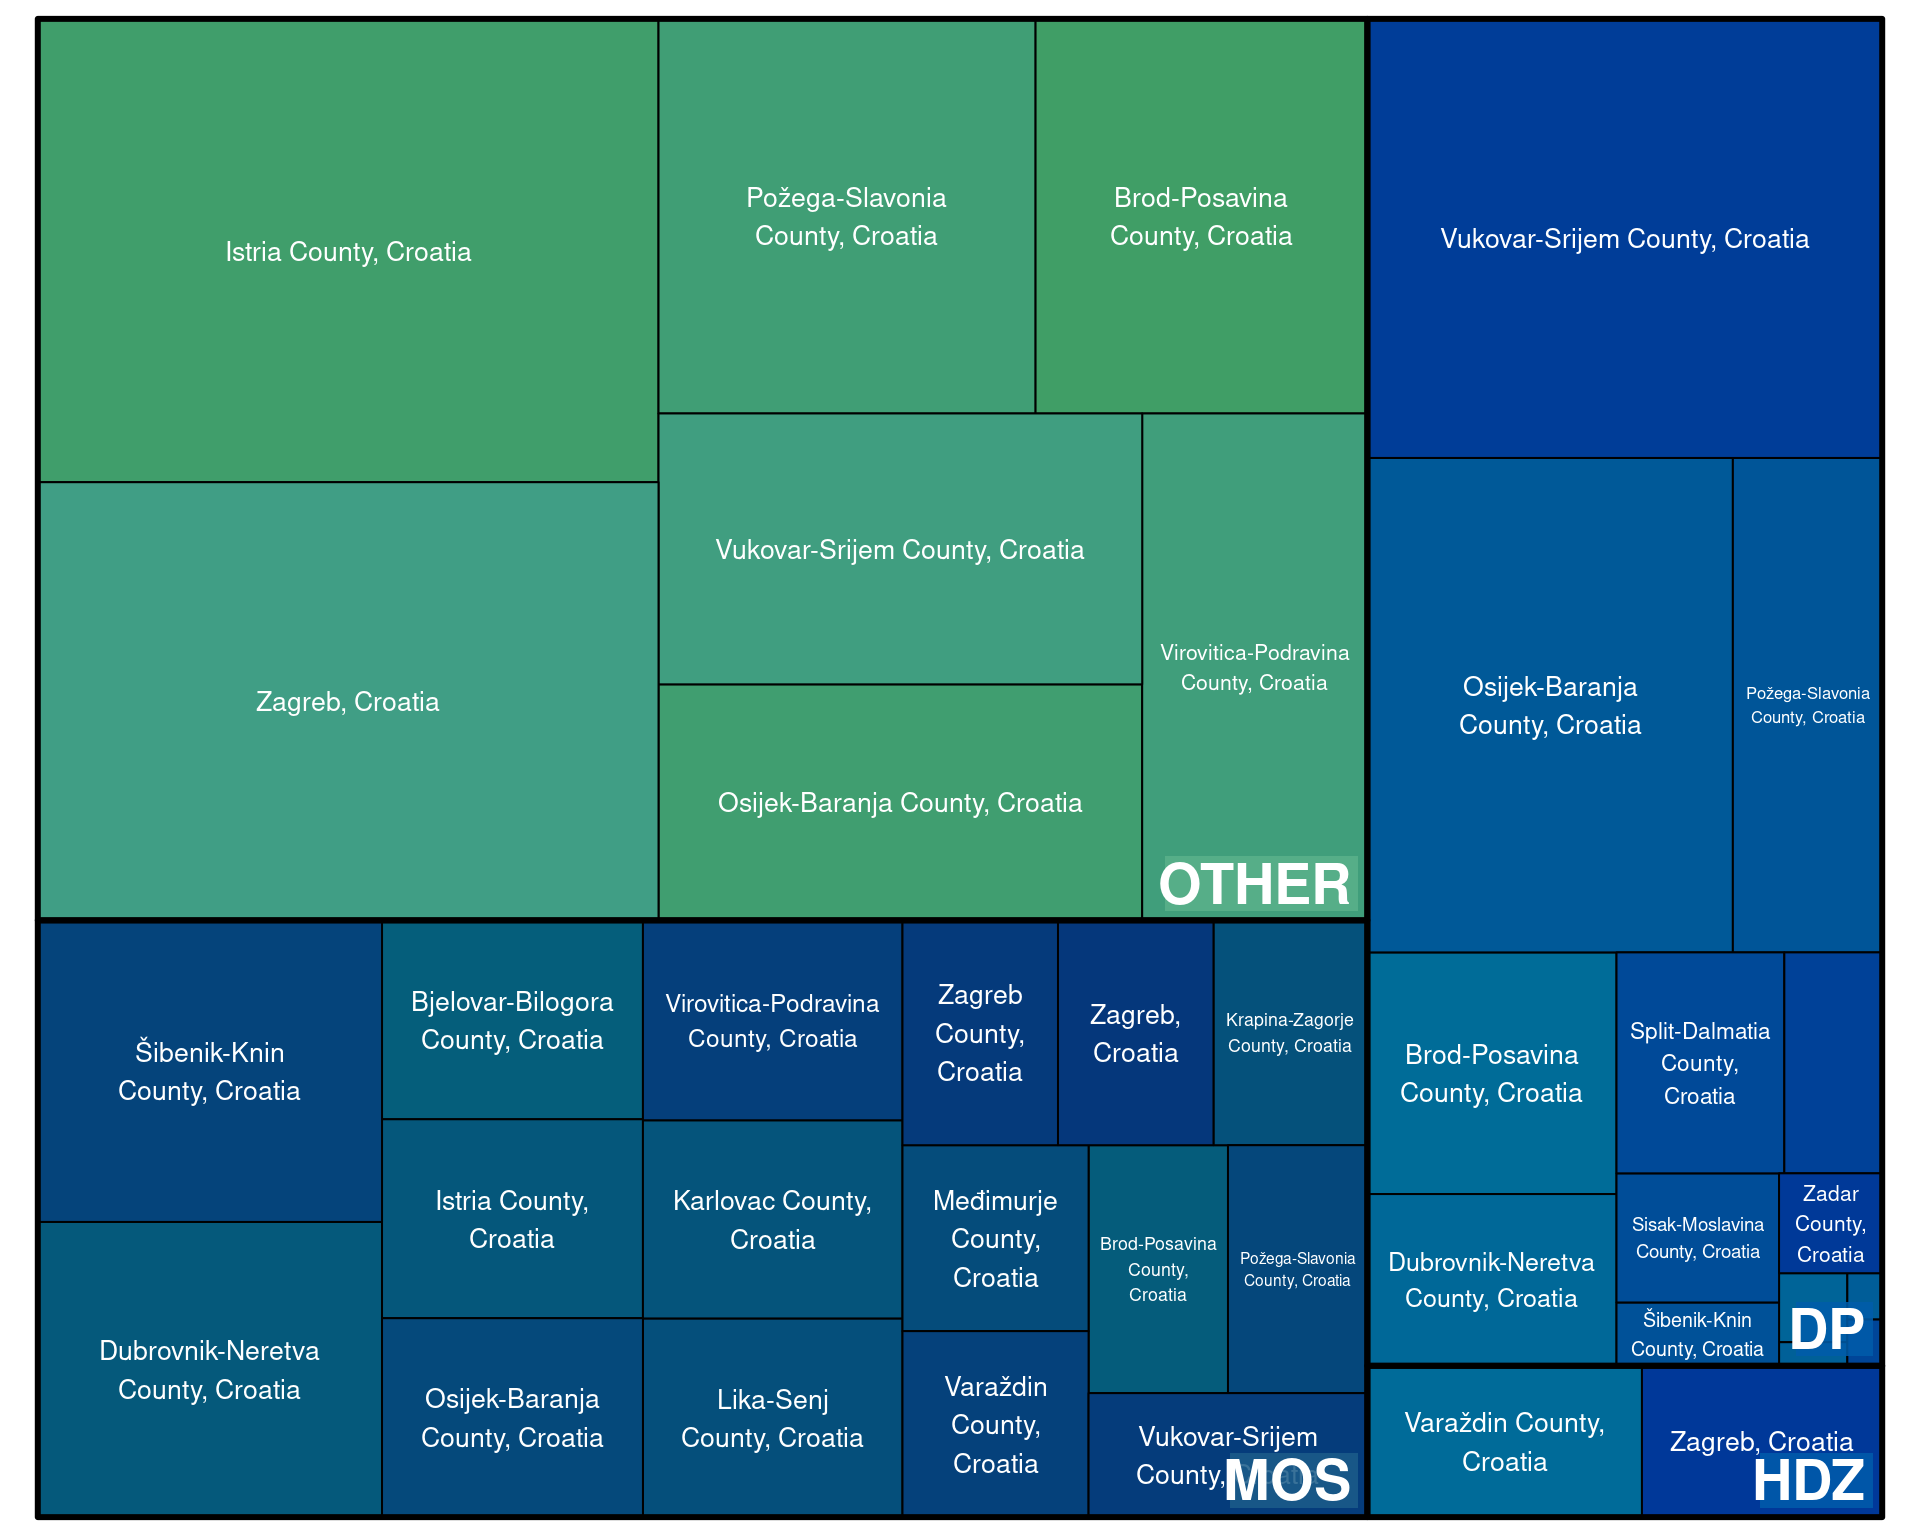 Istria County, Croatia
Požega-Slavonia
County, Croatia
Brod-Posavina
County, Croatia
Zagreb, Croatia
Vukovar-Srijem County, Croatia
Virovitica-Podravina
County, Croatia
Osijek-Baranja County, Croatia
OTHER
Vukovar-Srijem County, Croatia
Osijek-Baranja
County, Croatia
Požega-Slavonia
County, Croatia
Brod-Posavina
County, Croatia
Split-Dalmatia
County,
Croatia
Dubrovnik-Neretva
County, Croatia
Sisak-Moslavina
County, Croatia
Zadar
County,
Croatia
Šibenik-Knin
County, Croatia
DP
Šibenik-Knin
County, Croatia
Dubrovnik-Neretva
County, Croatia
Bjelovar-Bilogora
County, Croatia
Istria County,
Croatia
Osijek-Baranja
County, Croatia
Virovitica-Podravina
County, Croatia
Karlovac County,
Croatia
Lika-Senj
County, Croatia
Zagreb
County,
Croatia
Zagreb,
Croatia
Krapina-Zagorje
County, Croatia
Međimurje
County,
Croatia
Brod-Posavina
County,
Croatia
Požega-Slavonia
County, Croatia
Varaždin
County,
Croatia
Vukovar-Srijem
County,
MOS
Varaždin County,
Croatia
Zagreb, Croatia
HDZ